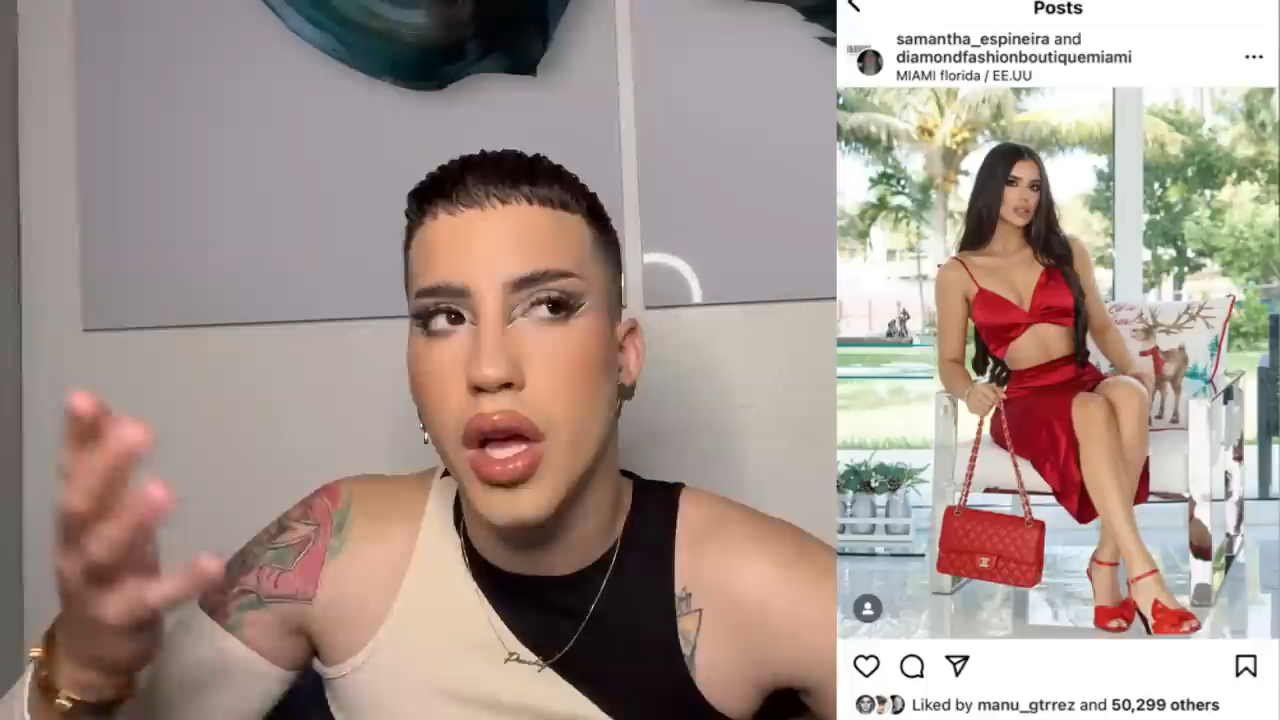 Posts
samantha_espineira and
diamondfashionboutiquemiami
MIAMI florida / EE.UU
Liked by manu_gtrrez and 50,299 others